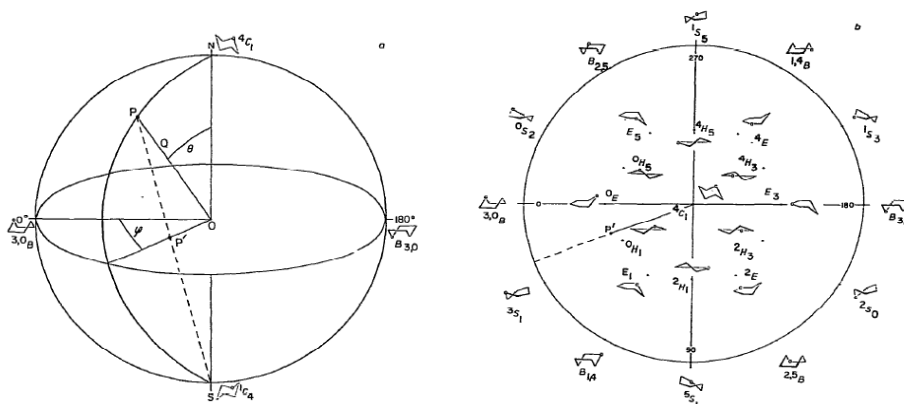 N
⁴C₁
a
P
Q
θ
0°
3,0B
φ
O
P'
180°
B₃,₀
S
¹C₄
b
¹S₅
270
B₂,₅
1,4B
⁰S₂
¹S₃
E₅
⁴H₅
⁴E
⁰H₅
⁴H₃
3,0B
0
⁰E
⁴C₁
E₃
180
B₃,
P'
⁰H₁
²H₃
E₁
²H₁
²E
³S₁
²S₀
90
B₁,₄
2,5B
⁵S₁